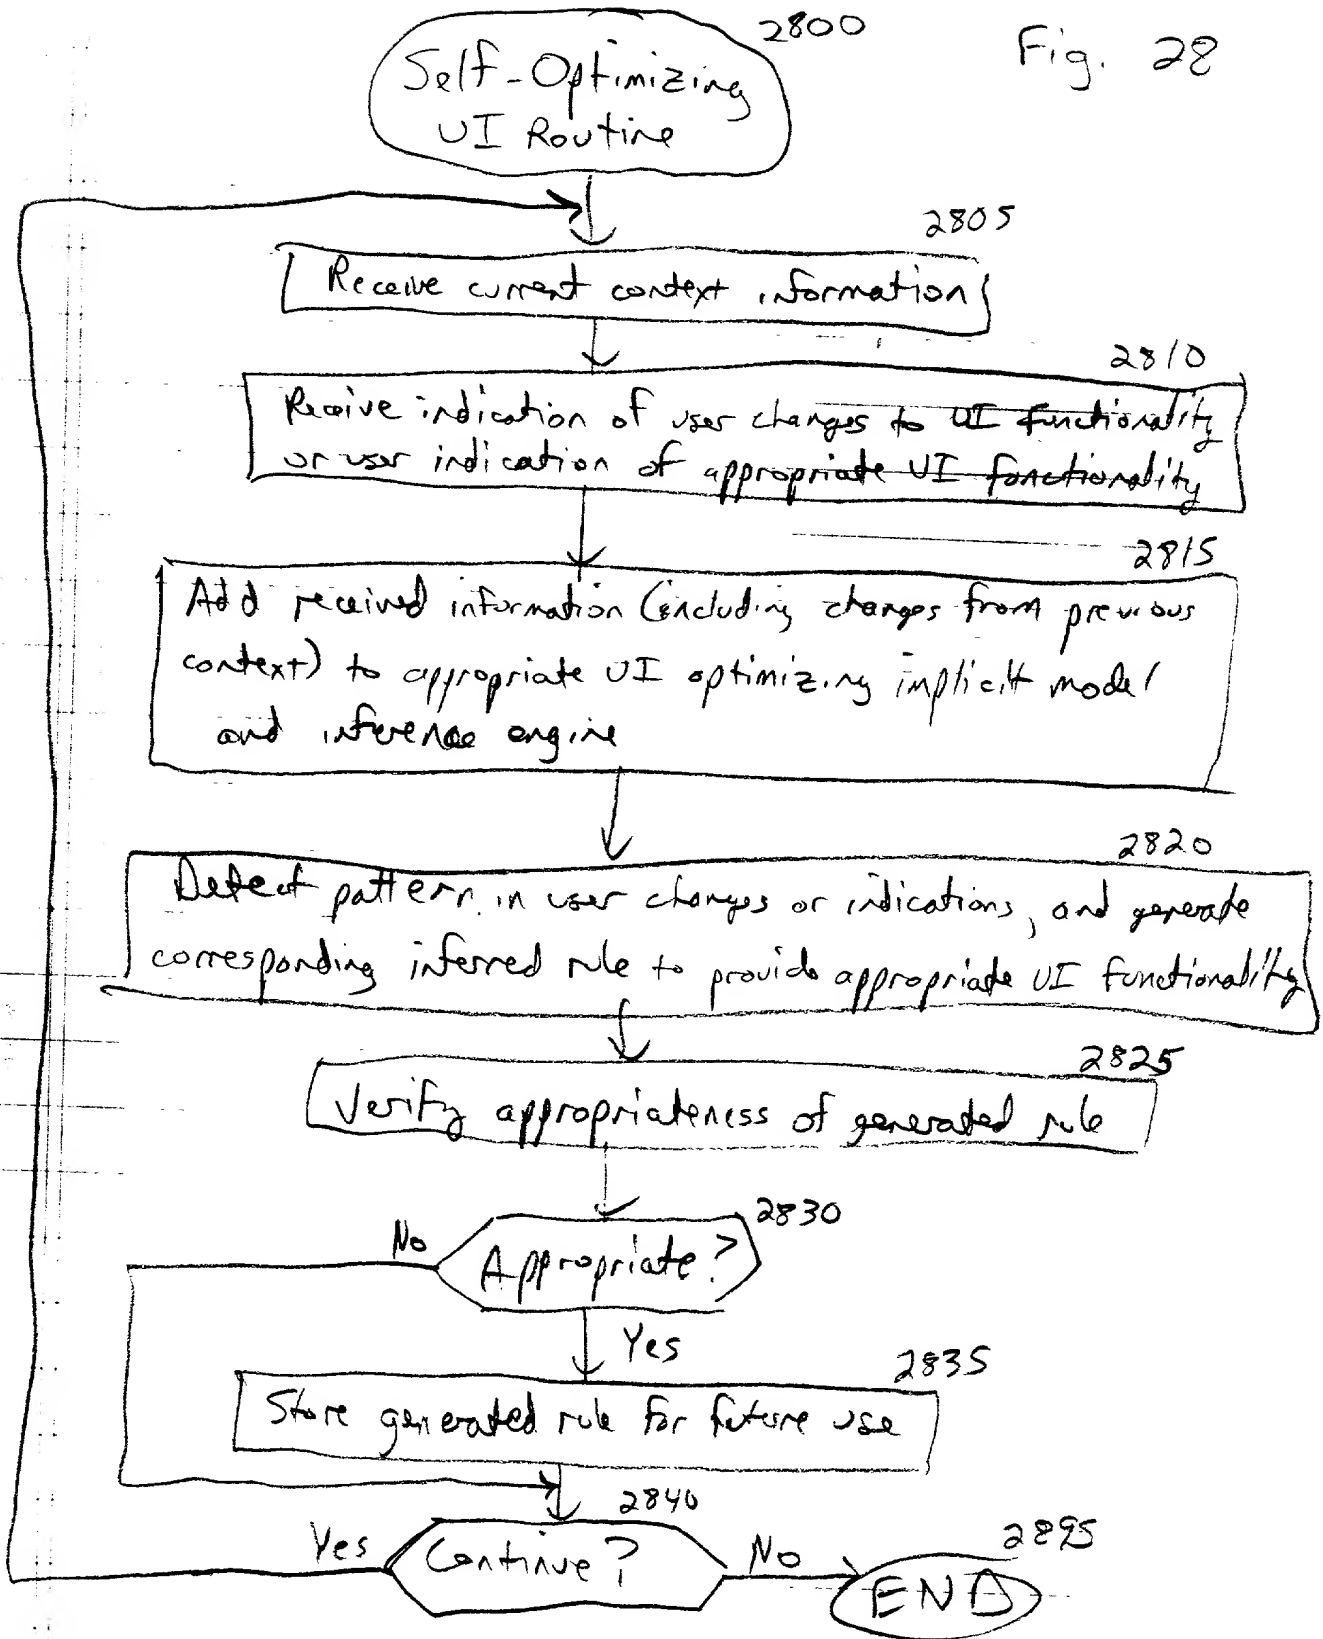 2800
Fig. 28
Self-Optimizing
UI Routine
2805
Receive current context information
2810
Receive indication of user changes to UI functionality
or user indication of appropriate UI functionality
2815
Add received information (including changes from previous
context) to appropriate UI optimizing implicit model
and inference engine
2820
Detect pattern in user changes or indications, and generate
corresponding inferred rule to provide appropriate UI functionality
2825
Verify appropriateness of generated rule
2830
No
Appropriate?
Yes
2835
Store generated rule for future use
2840
Yes
Continue?
No
2895
END